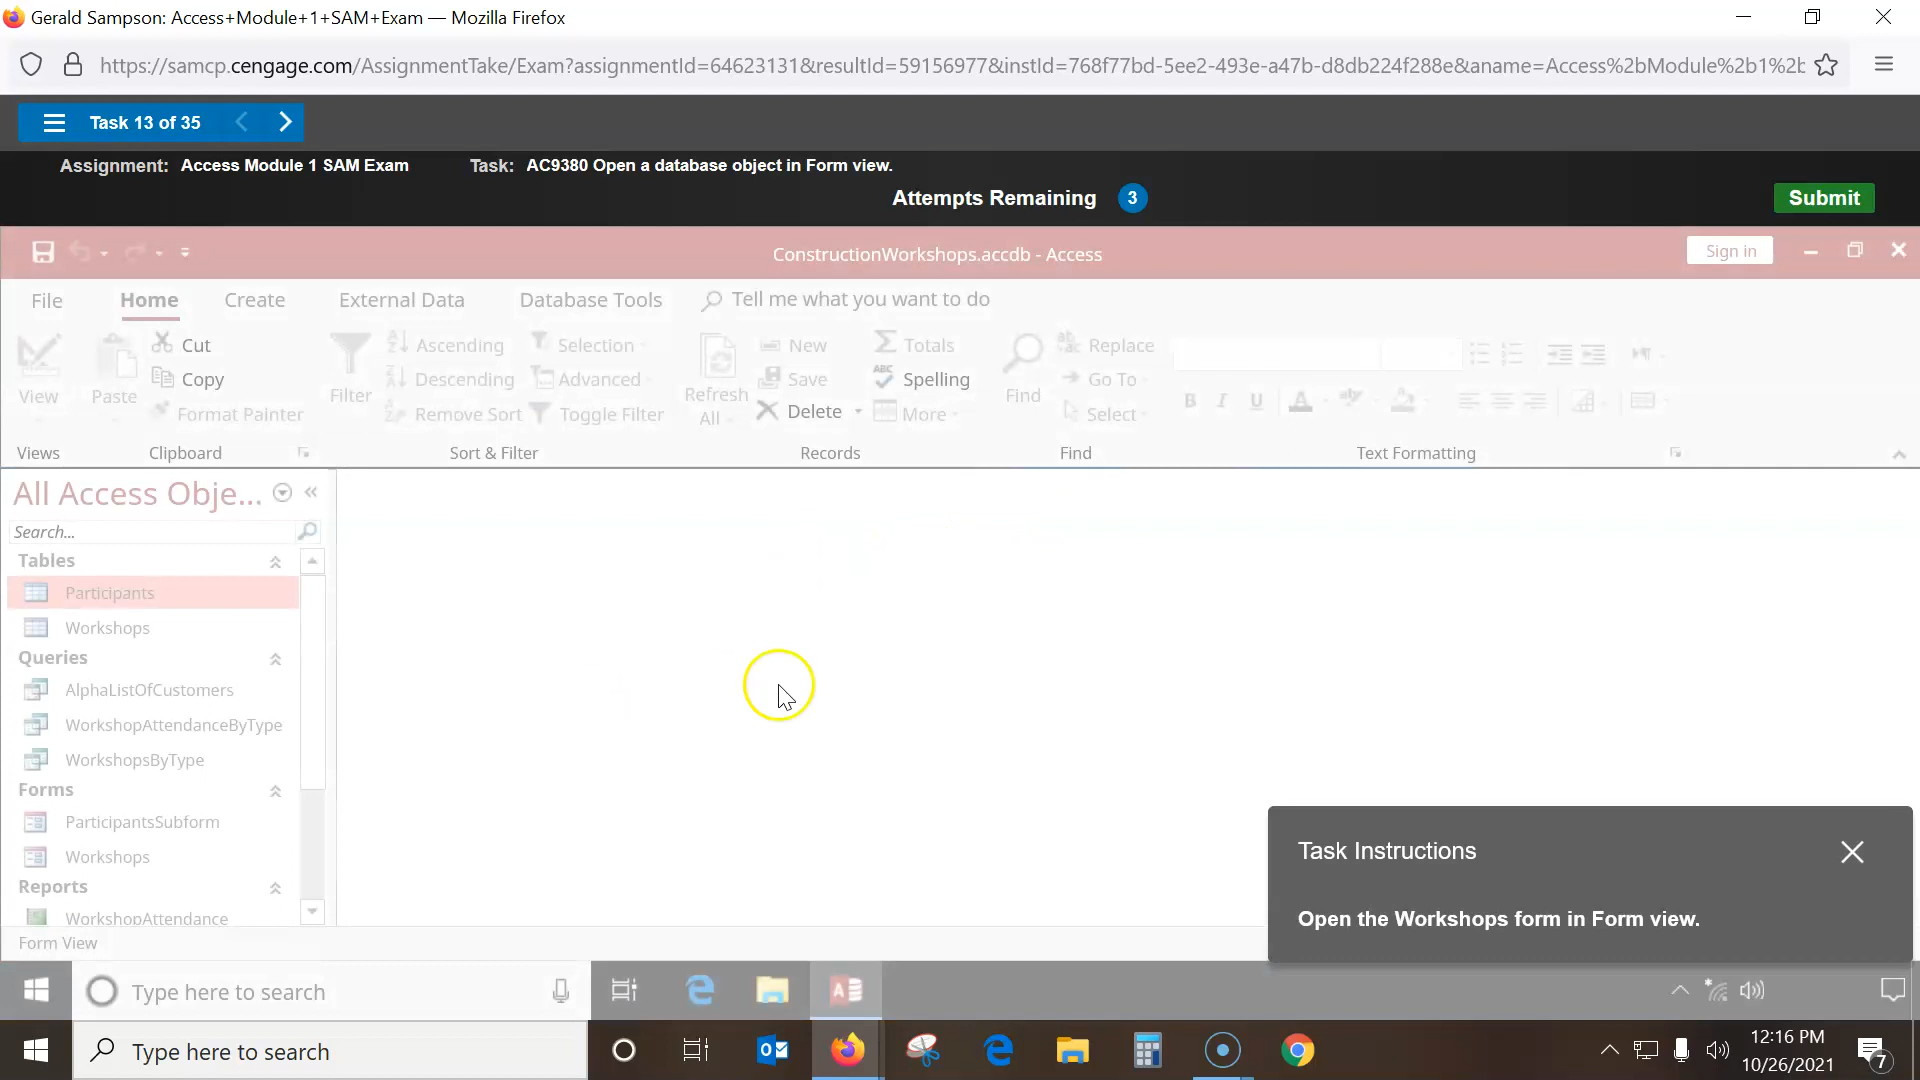 Gerald Sampson: Access+Module+1+SAM+Exam — Mozilla Firefox
https://samcp.cengage.com/AssignmentTake/Exam?assignmentId=64623131&resultId=59156977&instId=768f77bd-5ee2-493e-a47b-d8db224f288e&aname=Access%2bModule%2b1%2b
Task 13 of 35
Assignment: Access Module 1 SAM Exam Task: AC9380 Open a database object in Form view.
Attempts Remaining 3 Submit
ConstructionWorkshops.accdb - Access Sign in
File Home Create External Data Database Tools Tell me what you want to do
Cut Ascending Selection New Totals Replace
Copy Descending Advanced Save Spelling Go To
View Paste Filter Refresh Find
Format Painter Remove Sort Toggle Filter All Delete More Select B I U A
Views Clipboard Sort & Filter Records Find Text Formatting
All Access Obje...
Search...
Tables
Participants
Workshops
Queries
AlphaListOfCustomers
WorkshopAttendanceByType
WorkshopsByType
Forms
ParticipantsSubform
Workshops
Reports
WorkshopAttendance
Form View
Task Instructions
Open the Workshops form in Form view.
Type here to search
Type here to search
12:16 PM
10/26/2021
7